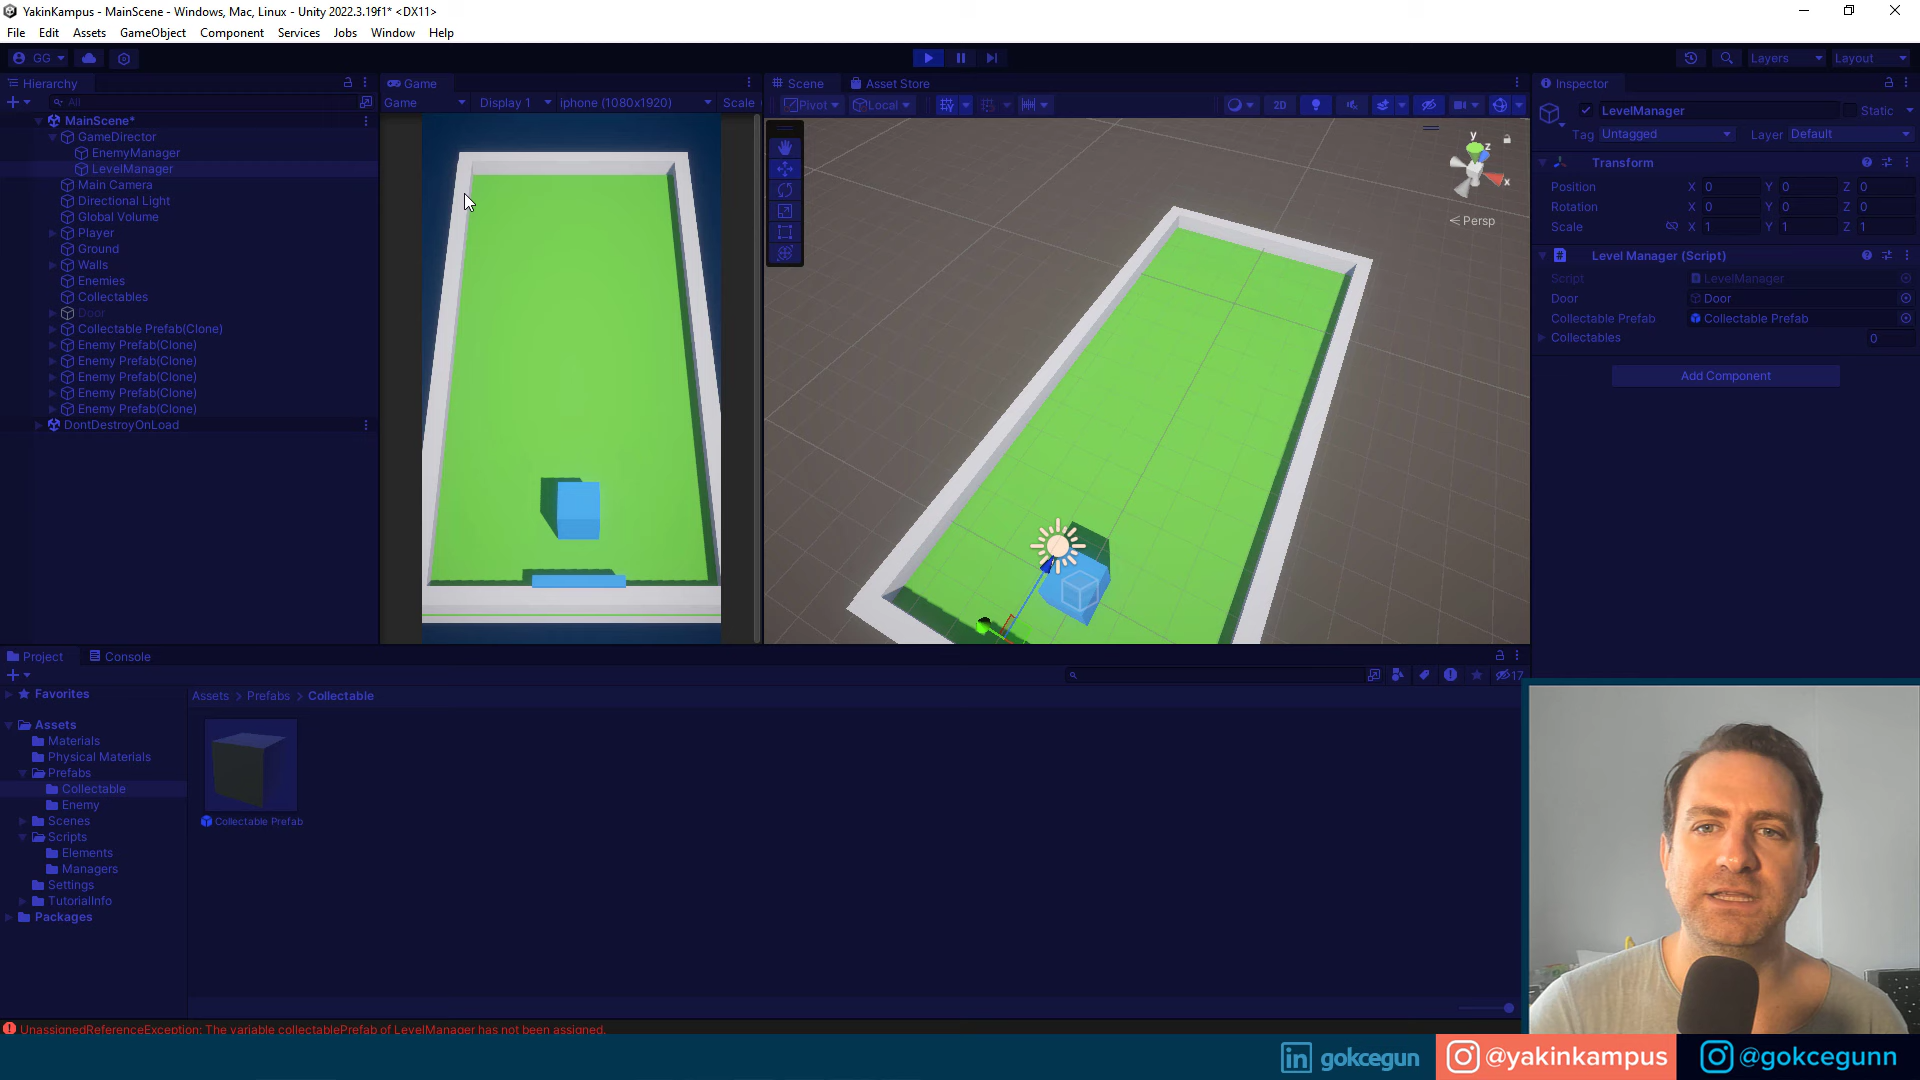 YakinKampus - MainScene - Windows, Mac, Linux - Unity 2022.3.19f1* <DX11>
File Edit Assets GameObject Component Services Jobs Window Help
GG Layers Layout
Hierarchy
All
MainScene*
GameDirector
EnemyManager
LevelManager
Main Camera
Directional Light
Global Volume
Player
Ground
Walls
Enemies
Collectables
Door
Collectable Prefab(Clone)
Enemy Prefab(Clone)
Enemy Prefab(Clone)
Enemy Prefab(Clone)
Enemy Prefab(Clone)
Enemy Prefab(Clone)
DontDestroyOnLoad
Game
Game Display 1 iphone (1080x1920) Scale
Scene Asset Store
Pivot Local 2D
y
z
x
Persp
Inspector
LevelManager Static
Tag Untagged Layer Default
Transform
Position X 0 Y 0 Z 0
Rotation X 0 Y 0 Z 0
Scale X 1 Y 1 Z 1
Level Manager (Script)
Script LevelManager
Door Door
Collectable Prefab Collectable Prefab
Collectables 0
Add Component
Project Console
17
Favorites
Assets
Materials
Physical Materials
Prefabs
Collectable
Enemy
Scenes
Scripts
Elements
Managers
Settings
TutorialInfo
Packages
Assets > Prefabs > Collectable
Collectable Prefab
UnassignedReferenceException: The variable collectablePrefab of LevelManager has not been assigned.
in gokcegun @yakinkampus @gokcegunn